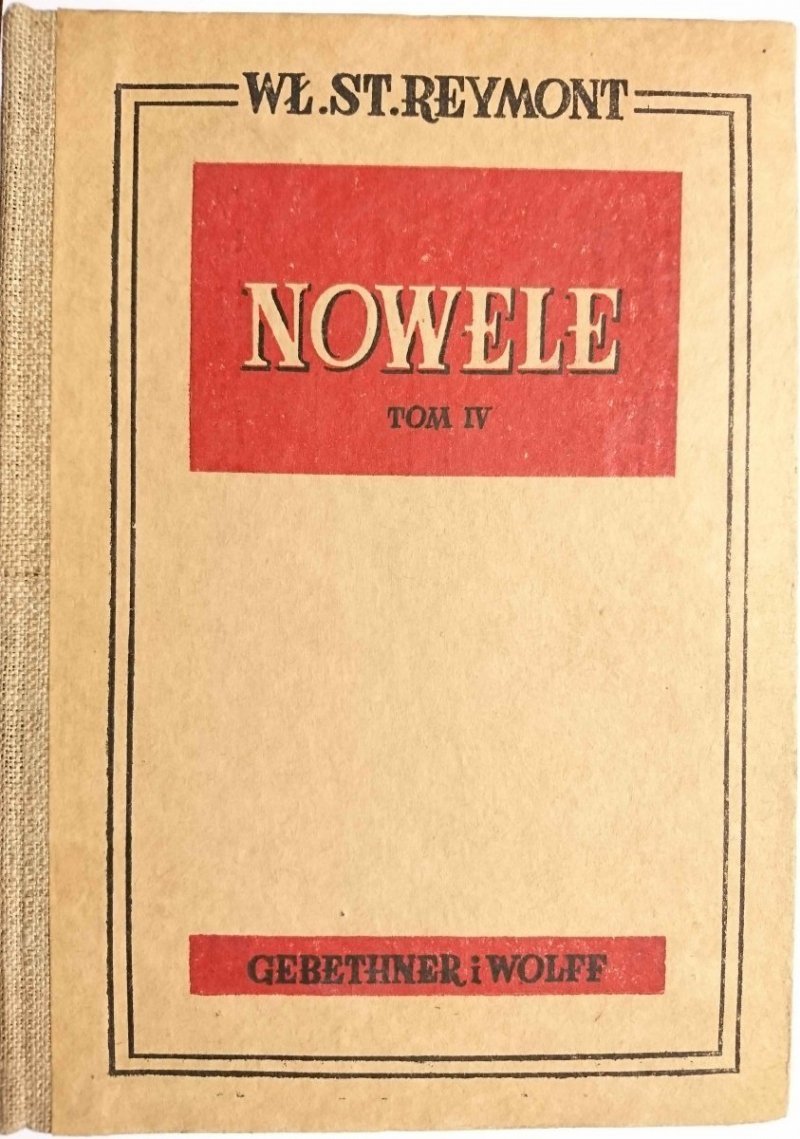 WŁ.ST.REYMONT
NOWELE
TOM IV
GEBETHNER i WOLFF